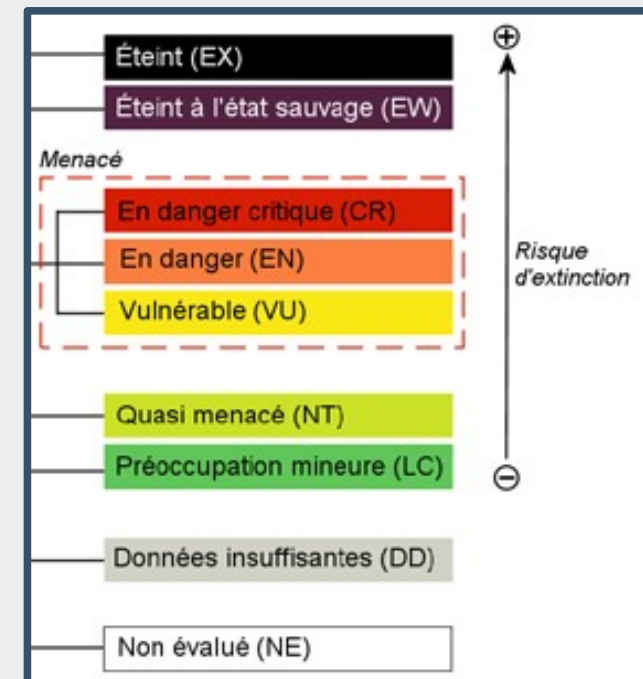 Éteint (EX)
Éteint à l'état sauvage (EW)
Menacé
En danger critique (CR)
En danger (EN)
Vulnérable (VU)
Risque
d'extinction
Quasi menacé (NT)
Préoccupation mineure (LC)
Données insuffisantes (DD)
Non évalué (NE)